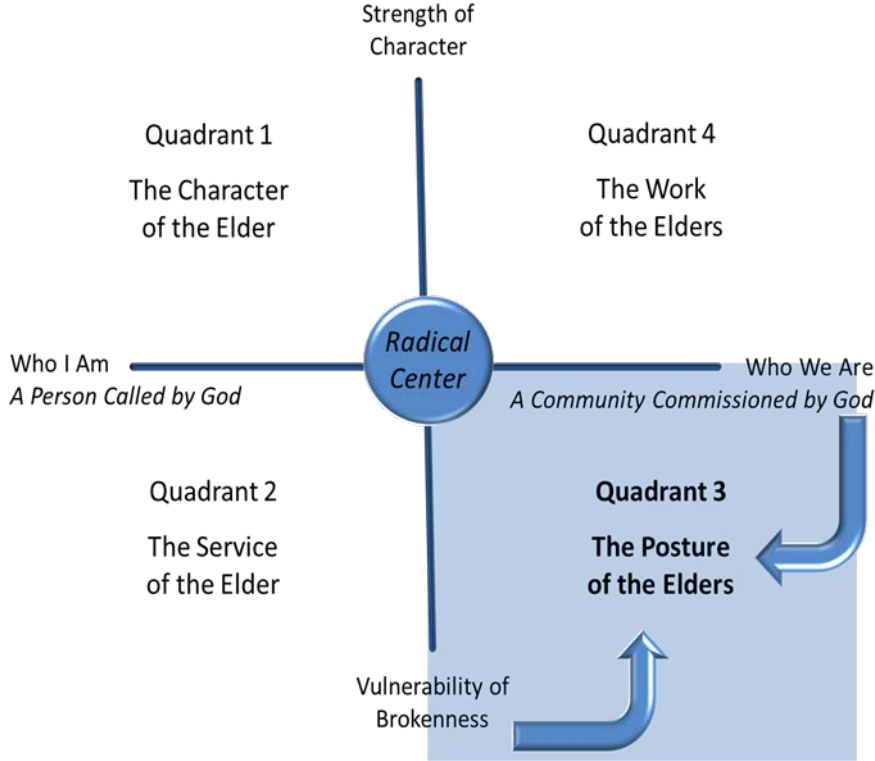 Strength of
Character
Quadrant 1
The Character
of the Elder
Quadrant 4
The Work
of the Elders
Radical
Center
Who I Am
A Person Called by God
Who We Are
A Community Commissioned by God
Quadrant 2
The Service
of the Elder
Quadrant 3
The Posture
of the Elders
Vulnerability of
Brokenness